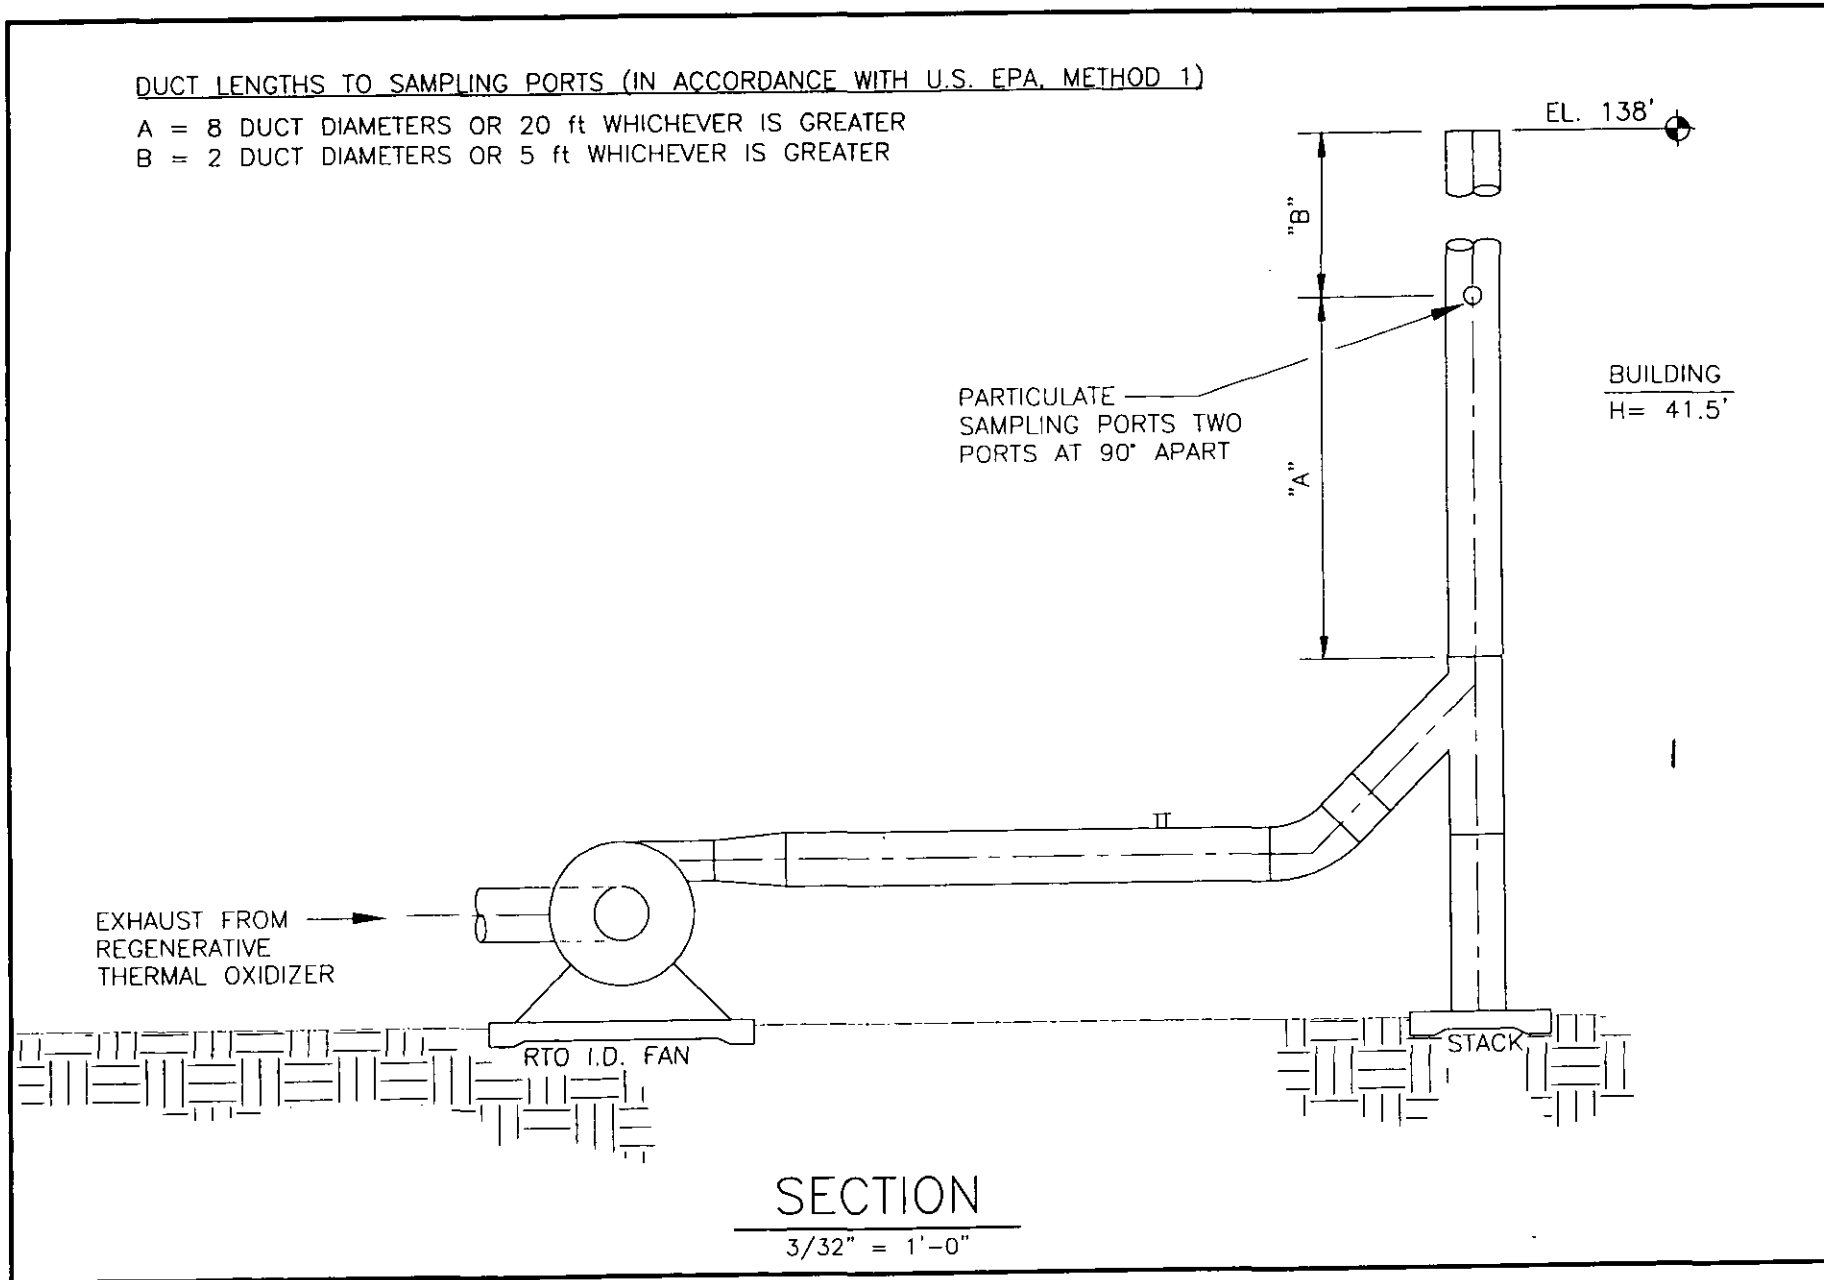 DUCT LENGTHS TO SAMPLING PORTS (IN ACCORDANCE WITH U.S. EPA, METHOD 1)
A = 8 DUCT DIAMETERS OR 20 ft WHICHEVER IS GREATER
B = 2 DUCT DIAMETERS OR 5 ft WHICHEVER IS GREATER
EL. 138'
"B"
PARTICULATE
SAMPLING PORTS TWO
PORTS AT 90° APART
"A"
BUILDING
H= 41.5'
EXHAUST FROM
REGENERATIVE
THERMAL OXIDIZER
RTO I.D. FAN
STACK
SECTION
3/32" = 1'-0"